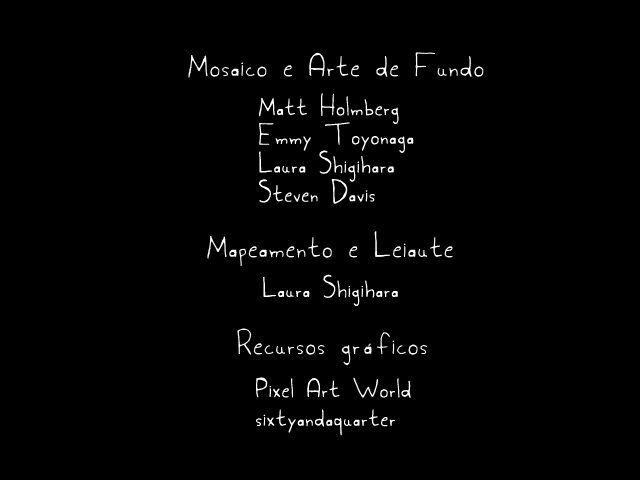 Mosaico e Arte de Fundo
Matt Holmberg
Emmy Toyonaga
Laura Shigihara
Steven Davis
Mapeamento e Leiaute
Laura Shigihara
Recursos gráficos
Pixel Art World
sixtyandaquarter